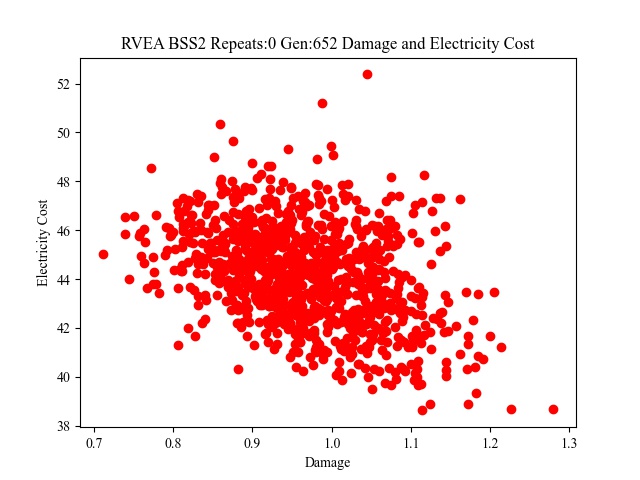 RVEA BSS2 Repeats:0 Gen:652 Damage and Electricity Cost
52
50
48
46
44
42
40
38
Electricity Cost
0.7 0.8 0.9 1.0 1.1 1.2 1.3
Damage